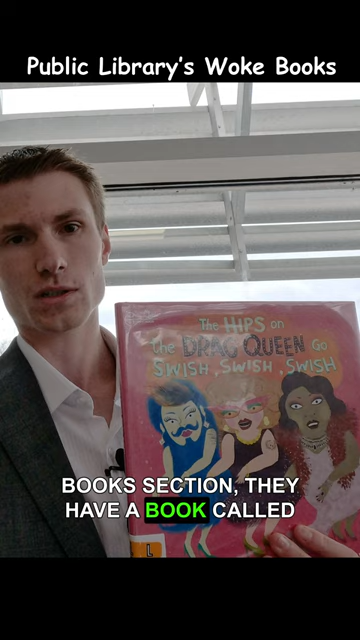 Public Library's Woke Books
The HIPS on
the DRAG QUEEN Go
SWISH, SWISH, SWISH
BOOKS SECTION, THEY
HAVE A BOOK CALLED
L